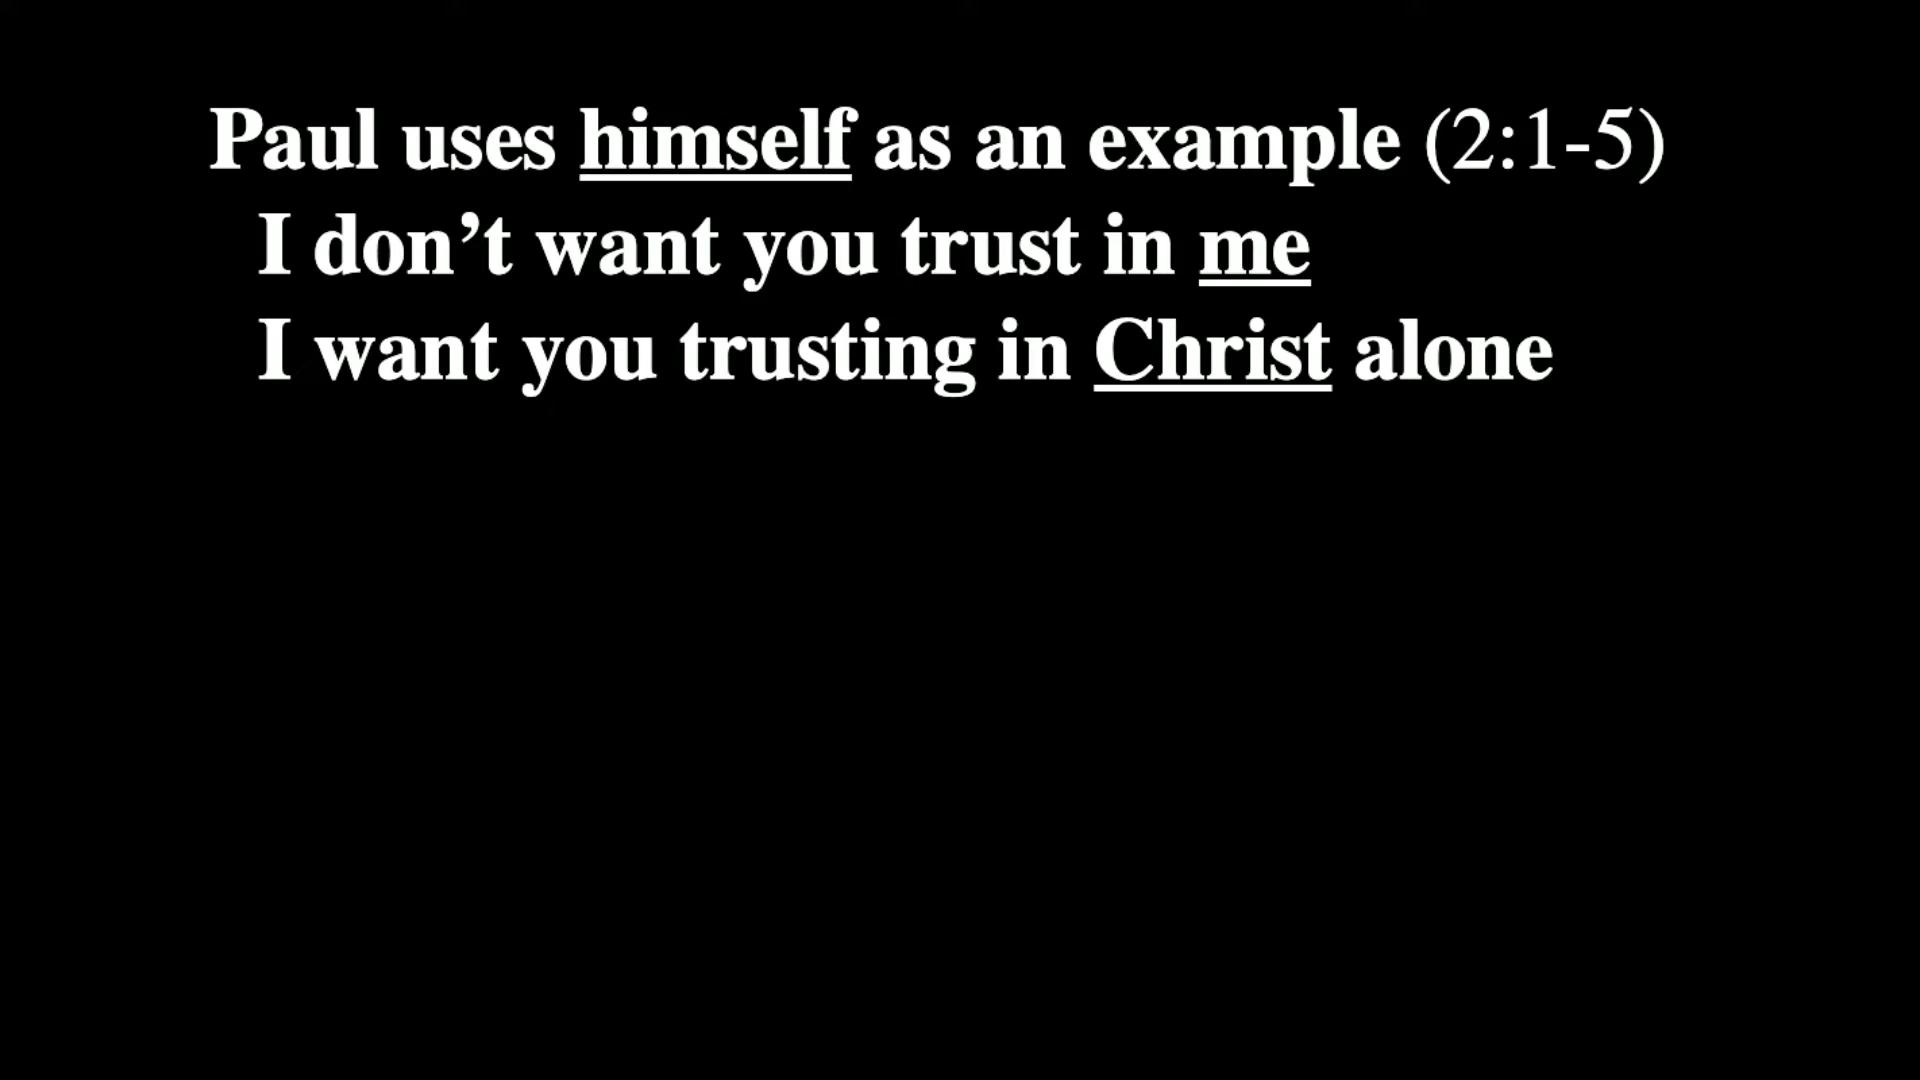 Paul uses himself as an example (2:1-5)
I don’t want you trust in me
I want you trusting in Christ alone